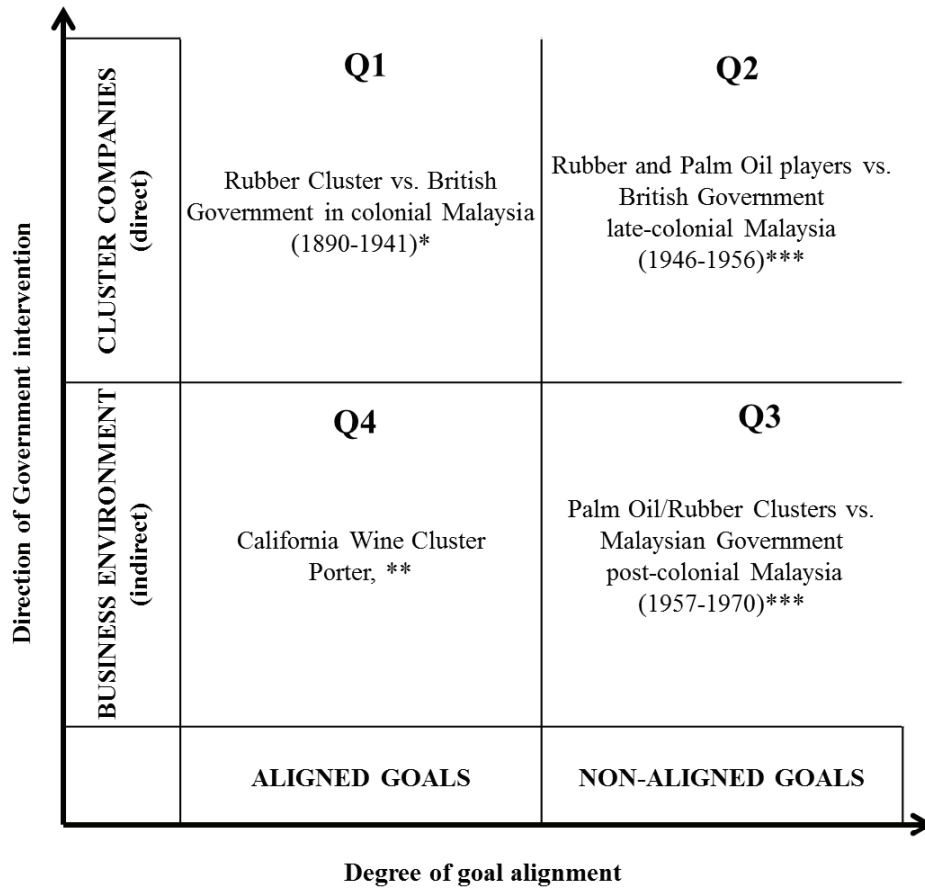 Direction of Government intervention
CLUSTER COMPANIES
(direct)
Q1
Rubber Cluster vs. British
Government in colonial Malaysia
(1890-1941)*
Q2
Rubber and Palm Oil players vs.
British Government
late-colonial Malaysia
(1946-1956)***
BUSINESS ENVIRONMENT
(indirect)
Q4
California Wine Cluster
Porter, **
Q3
Palm Oil/Rubber Clusters vs.
Malaysian Government
post-colonial Malaysia
(1957-1970)***
ALIGNED GOALS
NON-ALIGNED GOALS
Degree of goal alignment